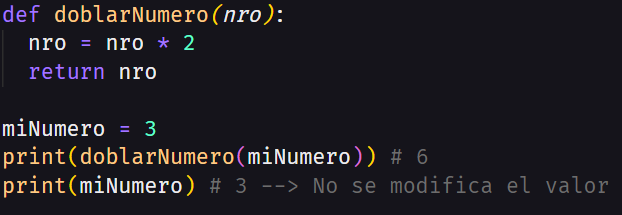 def doblarNumero(nro):
  nro = nro * 2
  return nro

miNumero = 3
print(doblarNumero(miNumero)) # 6
print(miNumero) # 3 --> No se modifica el valor